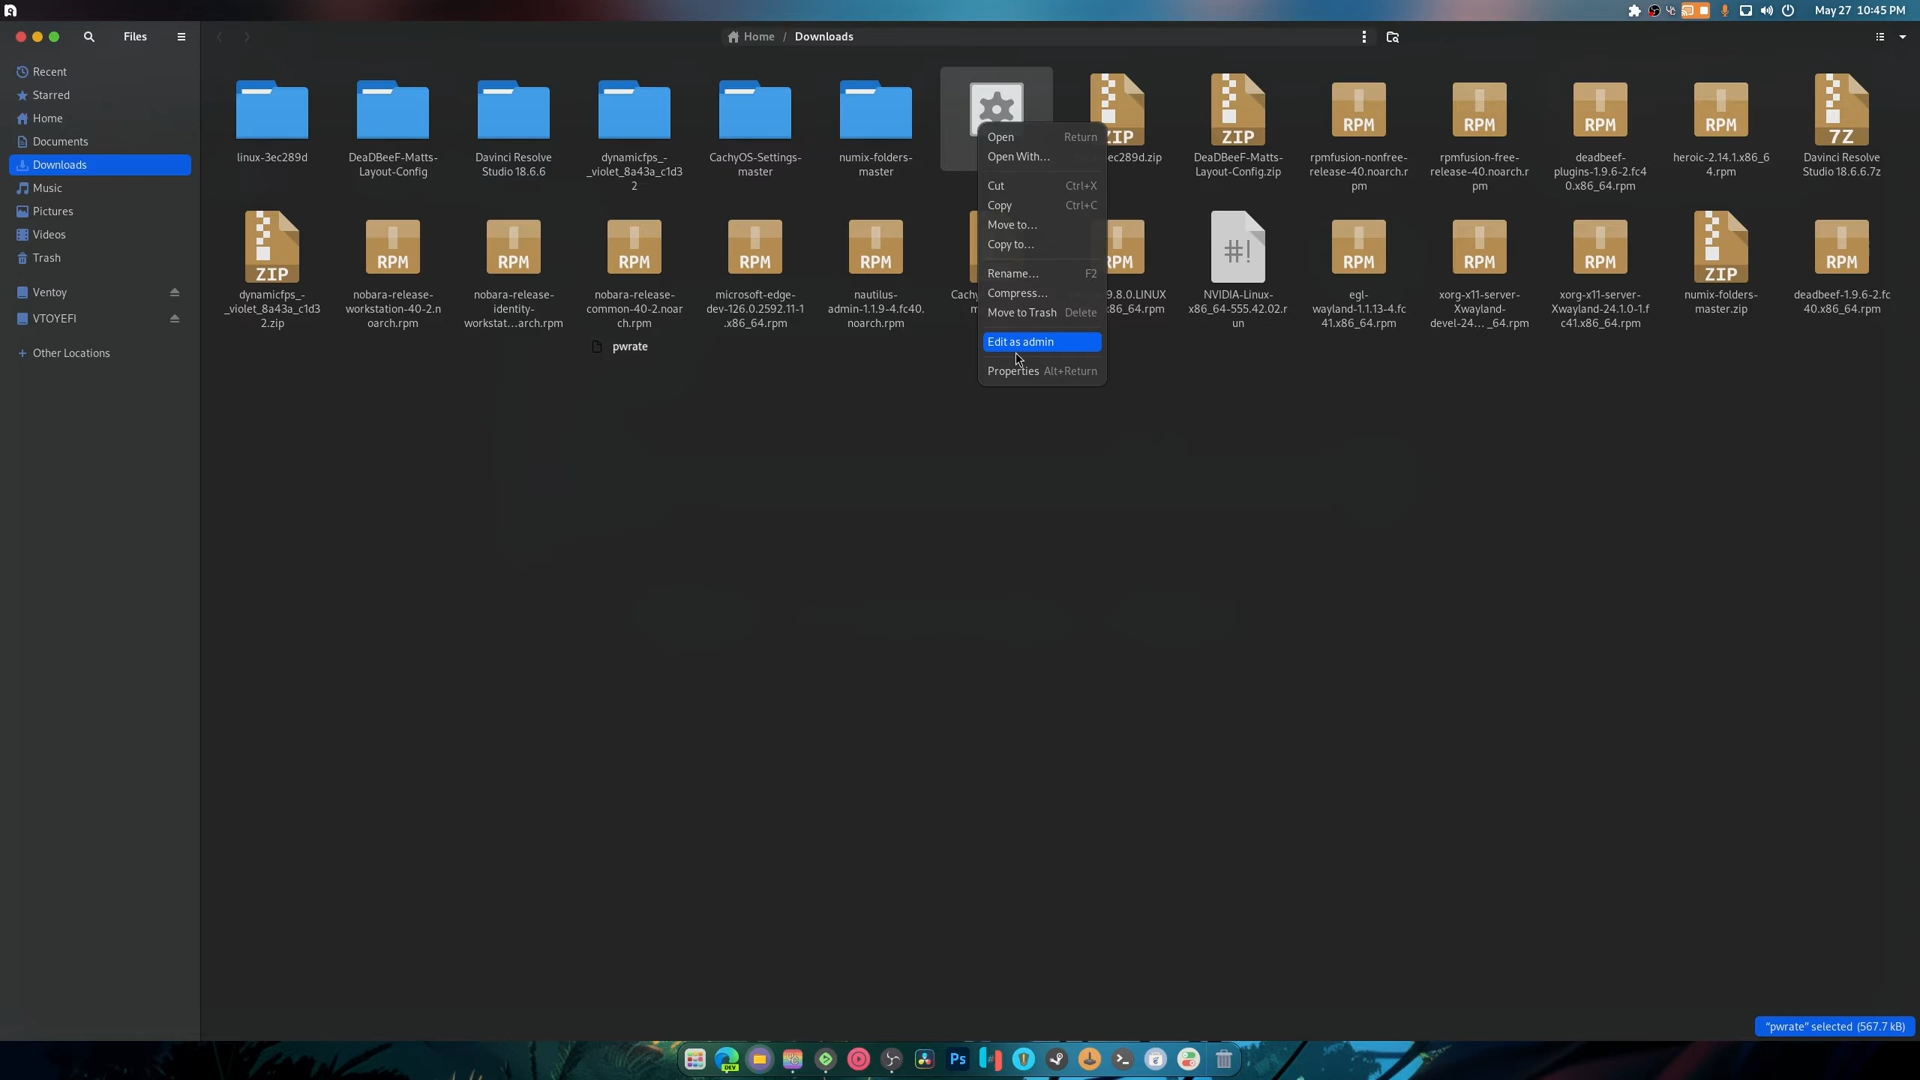 May 27 10:45 PM
Files
Home / Downloads
Recent
Starred
Home
Documents
Downloads
Music
Pictures
Videos
Trash
Ventoy
VTOYEFI
Other Locations
linux-3ec289d
DeaDBeeF-Matts-
Layout-Config
Davinci Resolve
Studio 18.6.6
dynamicfps_-
_violet_8a43a_c1d3
2
CachyOS-Settings-
master
numix-folders-
master
ZIP
ec289d.zip
ZIP
DeaDBeeF-Matts-
Layout-Config.zip
RPM
rpmfusion-nonfree-
release-40.noarch.r
pm
RPM
rpmfusion-free-
release-40.noarch.r
pm
RPM
deadbeef-
plugins-1.9.6-2.fc4
0.x86_64.rpm
RPM
heroic-2.14.1.x86_6
4.rpm
7Z
Davinci Resolve
Studio 18.6.6.7z
ZIP
dynamicfps_-
_violet_8a43a_c1d3
2.zip
RPM
nobara-release-
workstation-40-2.n
oarch.rpm
RPM
nobara-release-
identity-
workstat...arch.rpm
RPM
nobara-release-
common-40-2.noar
ch.rpm
RPM
microsoft-edge-
dev-126.0.2592.11-1
.x86_64.rpm
RPM
nautilus-
admin-1.1.9-4.fc40.
noarch.rpm
Cachy
m
RPM
9.8.0.LINUX
x86_64.rpm
#!
NVIDIA-Linux-
x86_64-555.42.02.r
un
RPM
egl-
wayland-1.1.13-4.fc
41.x86_64.rpm
RPM
xorg-x11-server-
Xwayland-
devel-24...._64.rpm
RPM
xorg-x11-server-
Xwayland-24.1.0-1.f
c41.x86_64.rpm
ZIP
numix-folders-
master.zip
RPM
deadbeef-1.9.6-2.fc
40.x86_64.rpm
pwrate
Open Return
Open With...
Cut Ctrl+X
Copy Ctrl+C
Move to...
Copy to...
Rename... F2
Compress...
Move to Trash Delete
Edit as admin
Properties Alt+Return
"pwrate" selected (567.7 kB)
DEV
Ps